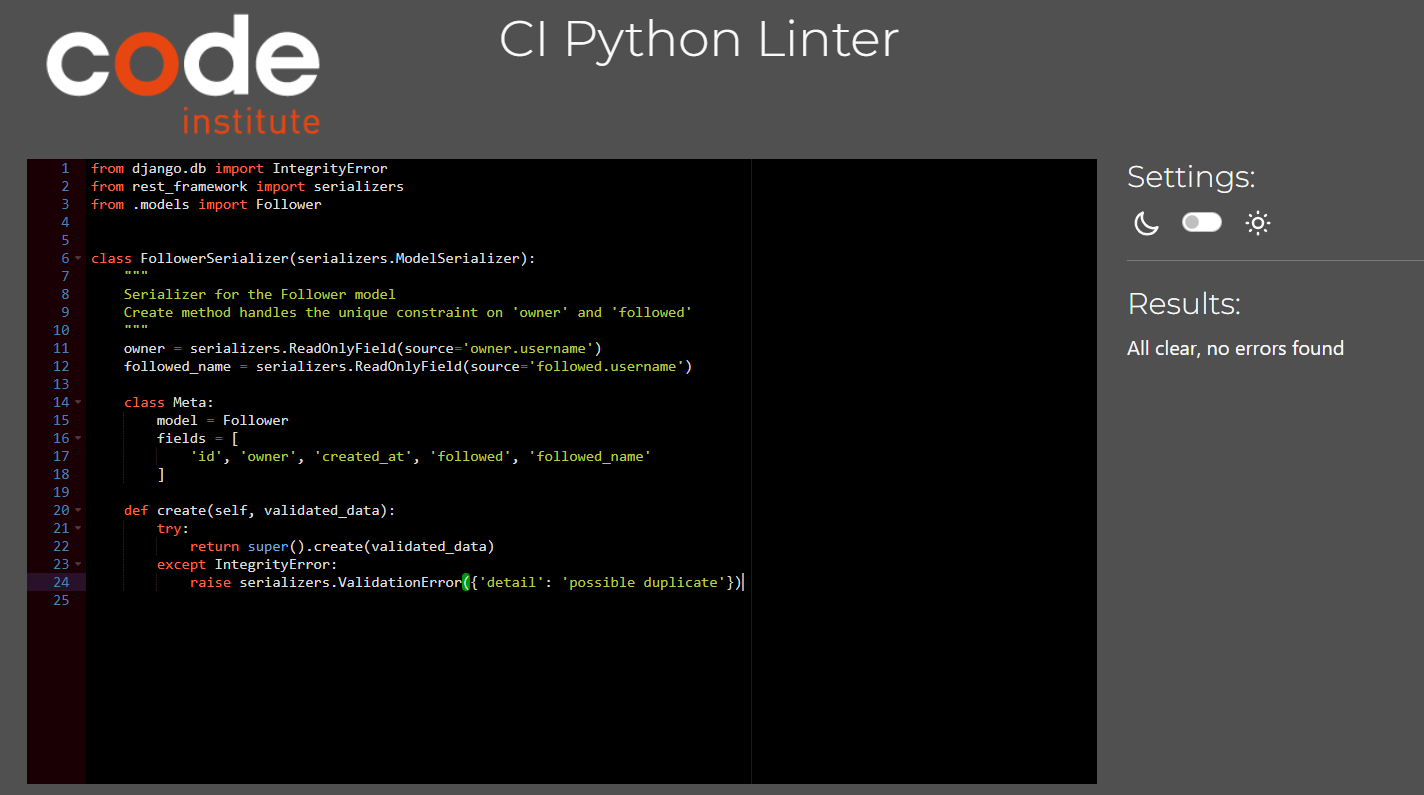 code
institute
CI Python Linter
1 from django.db import IntegrityError
2 from rest_framework import serializers
3 from .models import Follower
4
5
6 class FollowerSerializer(serializers.ModelSerializer):
7     """
8     Serializer for the Follower model
9     Create method handles the unique constraint on 'owner' and 'followed'
10     """
11     owner = serializers.ReadOnlyField(source='owner.username')
12     followed_name = serializers.ReadOnlyField(source='followed.username')
13
14     class Meta:
15         model = Follower
16         fields = [
17             'id', 'owner', 'created_at', 'followed', 'followed_name'
18         ]
19
20     def create(self, validated_data):
21         try:
22             return super().create(validated_data)
23         except IntegrityError:
24             raise serializers.ValidationError({'detail': 'possible duplicate'})
25
Settings:
Results:
All clear, no errors found